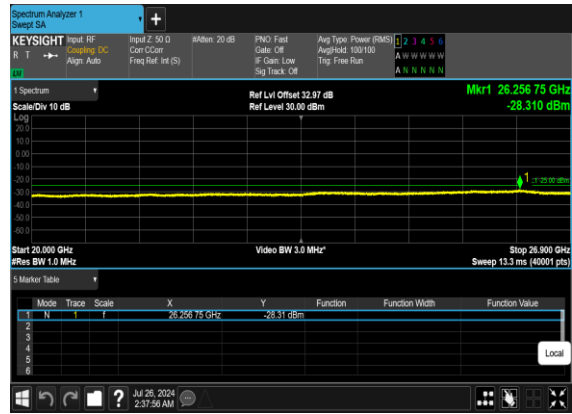 Spectrum Analyzer 1
Swept SA
+
KEYSIGHT Input: RF Input Z: 50 Ω #Atten: 20 dB PNO: Fast Avg Type: Power (RMS) 1 2 3 4 5 6
R T Coupling: DC Corr CCorr Gate: Off Avg|Hold: 100/100 A W W W W W
Align: Auto Freq Ref: Int (S) IF Gain: Low Trig: Free Run A N N N N N
Sig Track: Off
1 Spectrum Ref Lvl Offset 32.97 dB Mkr1 26.256 75 GHz
Scale/Div 10 dB Ref Level 30.00 dBm -28.310 dBm
Log
20.0
10.0
0.00
-10.0
-20.0
1
-30.0
-40.0
-50.0
-60.0
Start 20.000 GHz Video BW 3.0 MHz* Stop 26.900 GHz
#Res BW 1.0 MHz Sweep 13.3 ms (40001 pts)
5 Marker Table
Mode Trace Scale X Y Function Function Width Function Value
1 N 1 f 26.256 75 GHz -28.31 dBm
2
3
4
5
6
Local
? Jul 26, 2024
2:37:56 AM